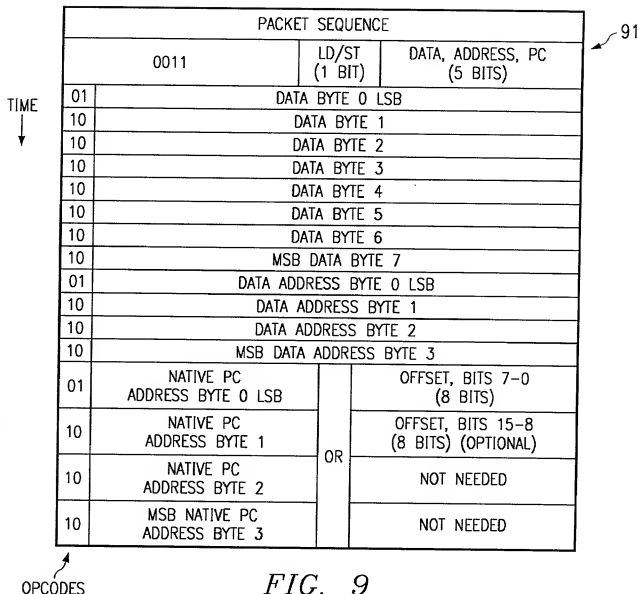 PACKET SEQUENCE
91
0011
LD/ST
(1 BIT)
DATA, ADDRESS, PC
(5 BITS)
TIME
01 DATA BYTE 0 LSB
10 DATA BYTE 1
10 DATA BYTE 2
10 DATA BYTE 3
10 DATA BYTE 4
10 DATA BYTE 5
10 DATA BYTE 6
10 MSB DATA BYTE 7
01 DATA ADDRESS BYTE 0 LSB
10 DATA ADDRESS BYTE 1
10 DATA ADDRESS BYTE 2
10 MSB DATA ADDRESS BYTE 3
01
NATIVE PC
ADDRESS BYTE 0 LSB
OFFSET, BITS 7-0
(8 BITS)
10
NATIVE PC
ADDRESS BYTE 1
OR
OFFSET, BITS 15-8
(8 BITS) (OPTIONAL)
10
NATIVE PC
ADDRESS BYTE 2
NOT NEEDED
10
MSB NATIVE PC
ADDRESS BYTE 3
NOT NEEDED
OPCODES
FIG. 9